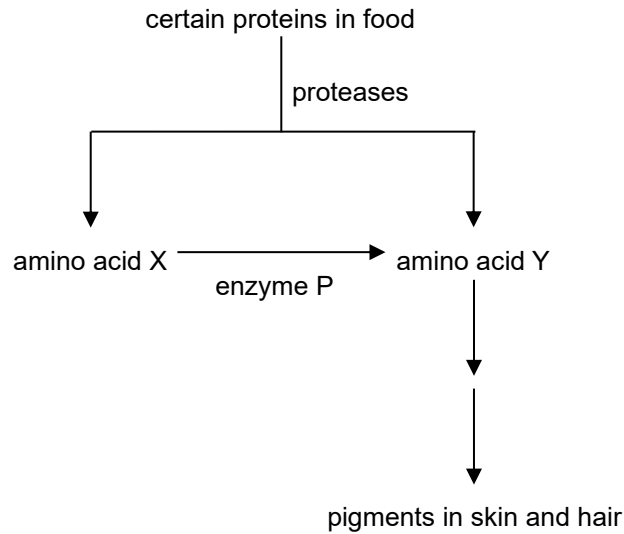 certain proteins in food
proteases
amino acid X
amino acid Y
enzyme P
pigments in skin and hair